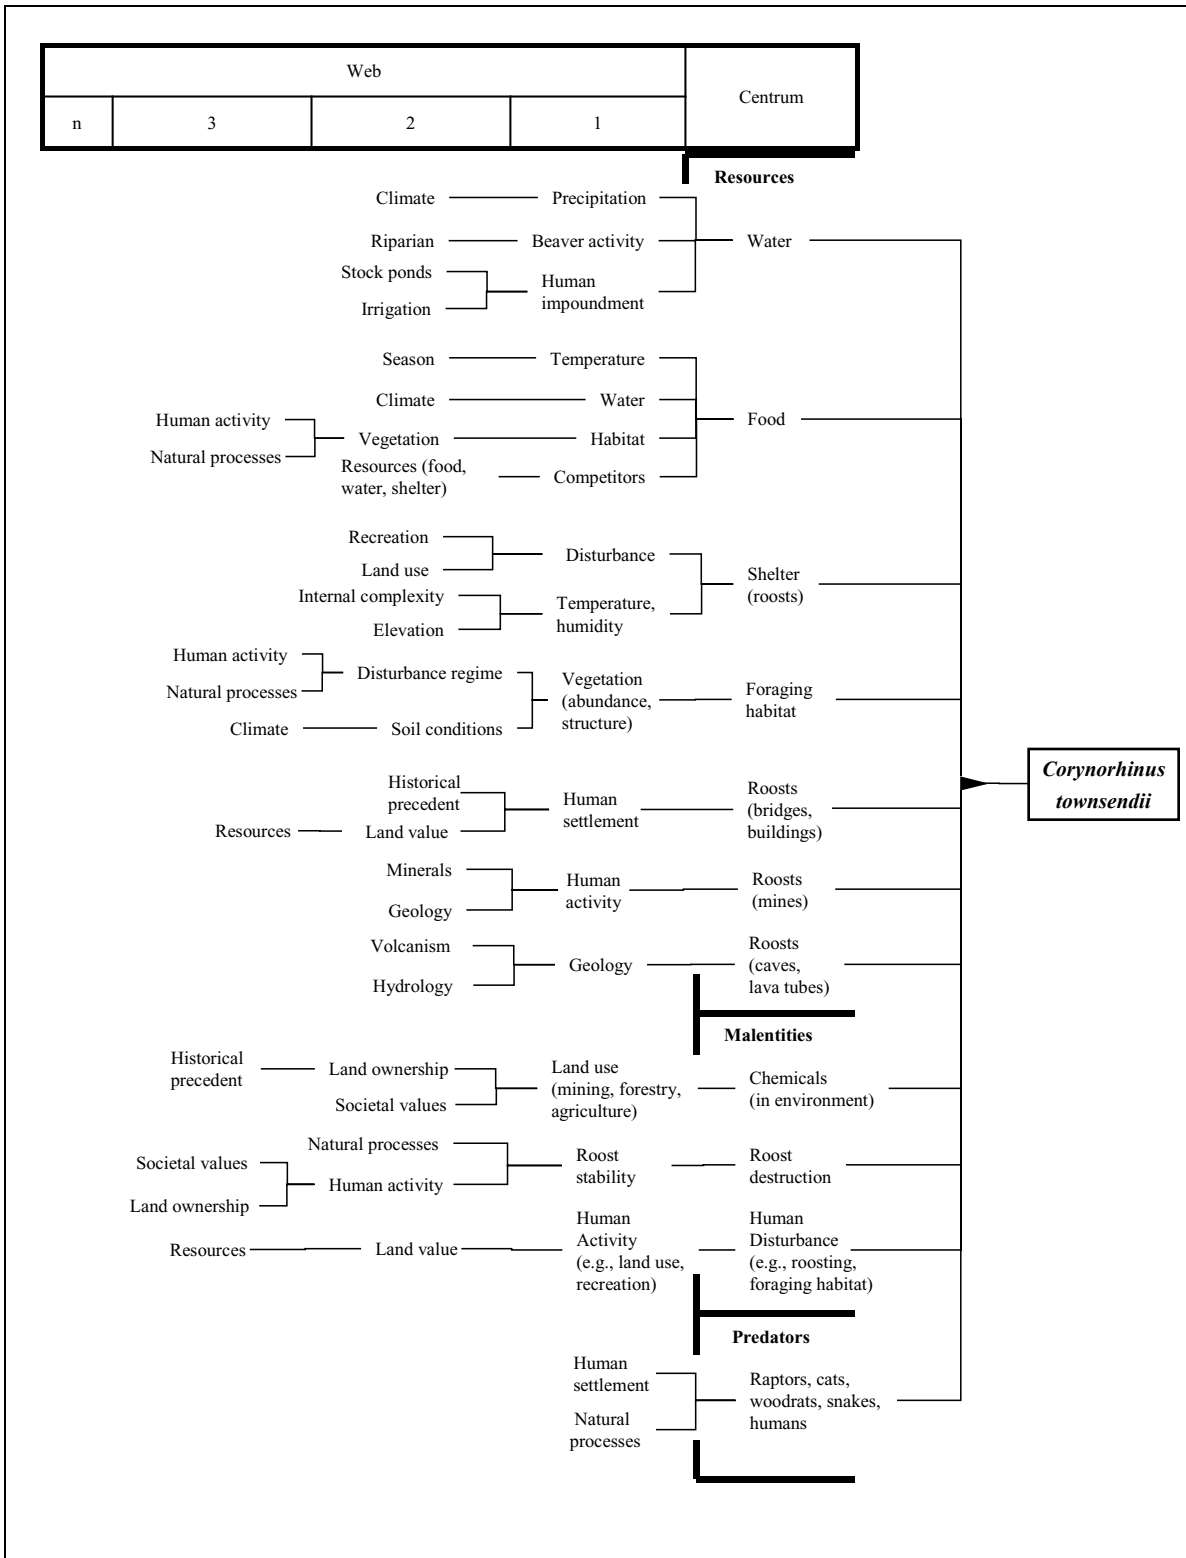 Web
Centrum
n 3 2 1
Resources
Climate Precipitation
Riparian Beaver activity Water
Stock ponds
Human
impoundment
Irrigation
Season Temperature
Climate Water
Human activity
Food
Vegetation Habitat
Natural processes
Resources (food,
water, shelter)
Competitors
Recreation
Disturbance
Land use
Shelter
(roosts)
Internal complexity
Temperature,
humidity
Elevation
Human activity
Disturbance regime
Natural processes
Vegetation
(abundance,
structure)
Foraging
habitat
Climate Soil conditions
Corynorhinus
townsendii
Historical
precedent
Human
settlement
Roosts
(bridges,
buildings)
Resources Land value
Minerals
Human
activity
Roosts
(mines)
Geology
Volcanism
Geology
Roosts
(caves,
lava tubes)
Hydrology
Malentities
Historical
precedent
Land ownership
Land use
(mining, forestry,
agriculture)
Chemicals
(in environment)
Societal values
Natural processes
Societal values
Roost
stability
Roost
destruction
Human activity
Land ownership
Resources Land value
Human
Activity
(e.g., land use,
recreation)
Human
Disturbance
(e.g., roosting,
foraging habitat)
Predators
Human
settlement
Raptors, cats,
woodrats, snakes,
humans
Natural
processes